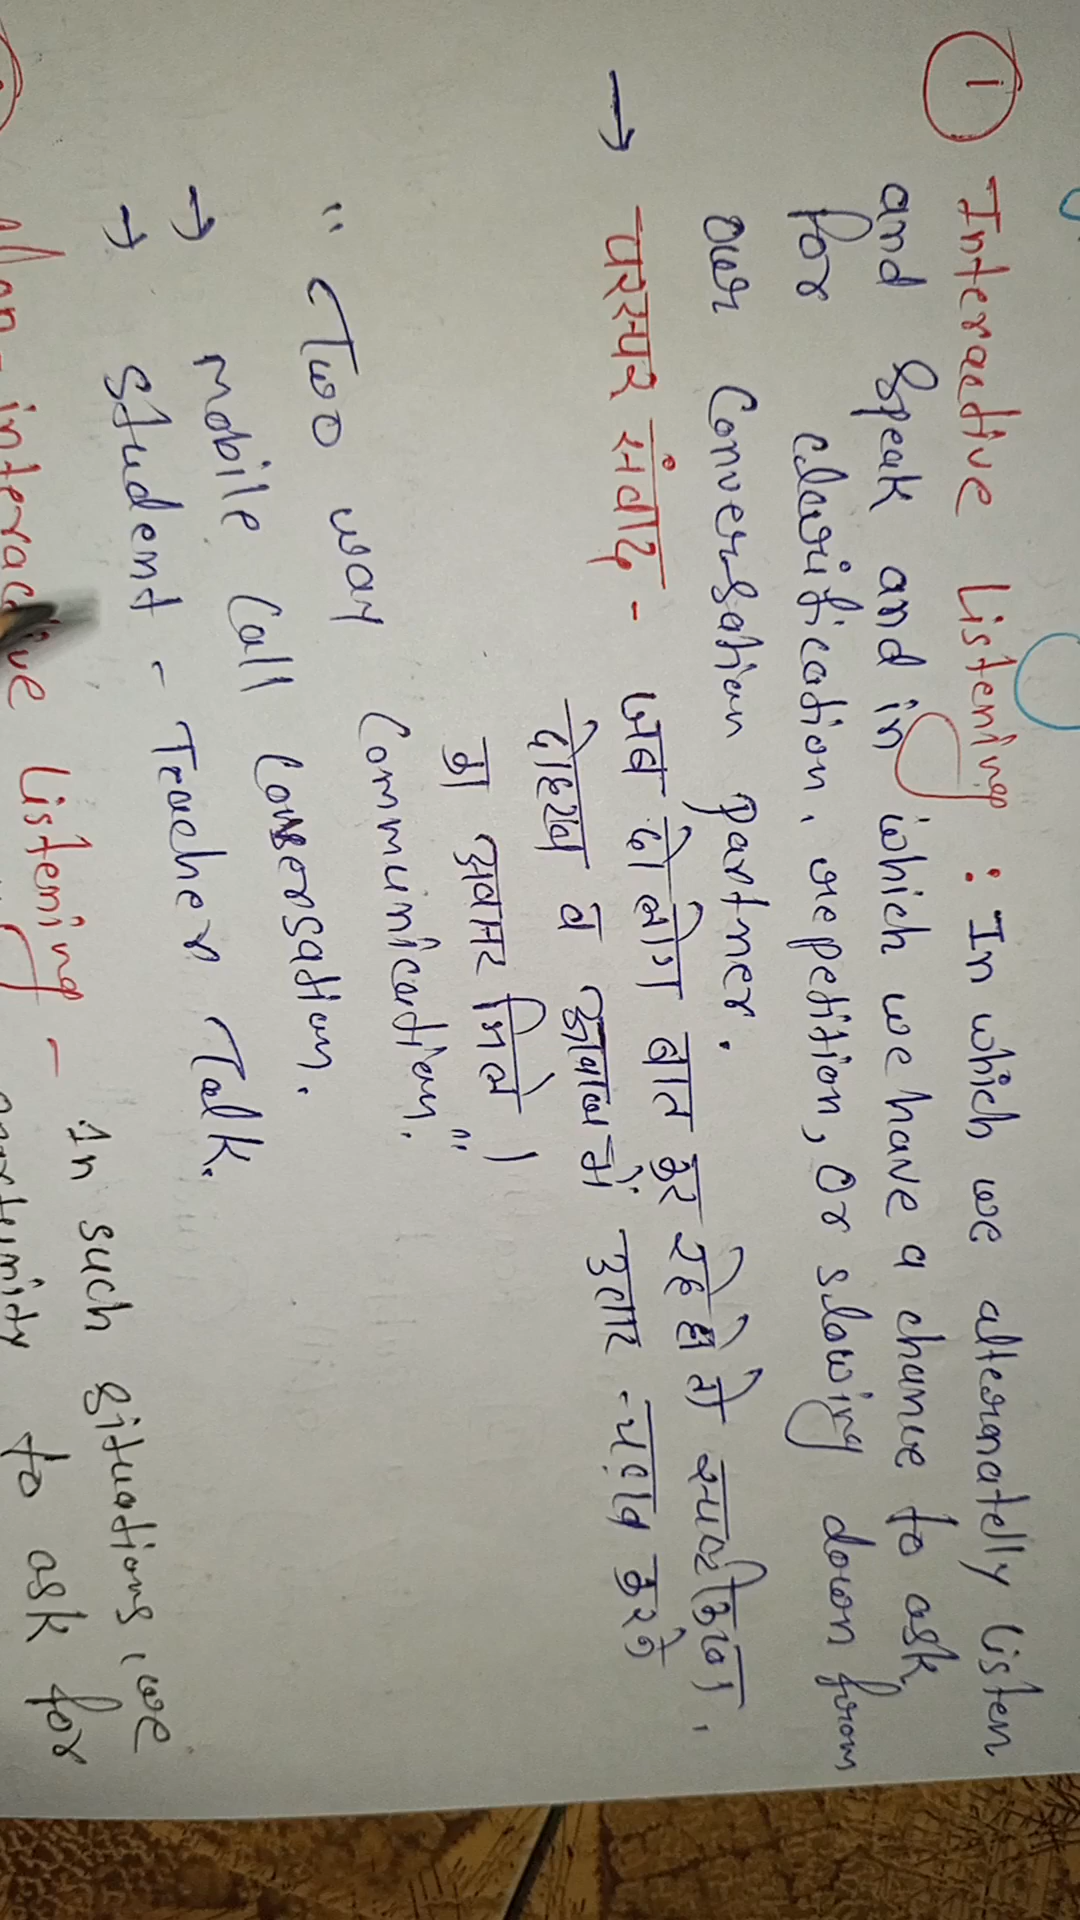 ① Interactive Listening : In which we alternatelly listen
and speak and in which we have a chance to ask
for clarification, repetition, or slowing down from
our conversation partner.
→ परस्पर संवाद - जब दो लोग बात कर रहे हो तो स्पष्टीकरण,
दोहराव व आवाज में उतार-चढ़ाव करने
का अवसर मिले।
" Two way Communication."
→ Mobile Call Conversation.
→ Student - Teacher Talk.
Non-interactive Listening - In such situations, we
to ask for